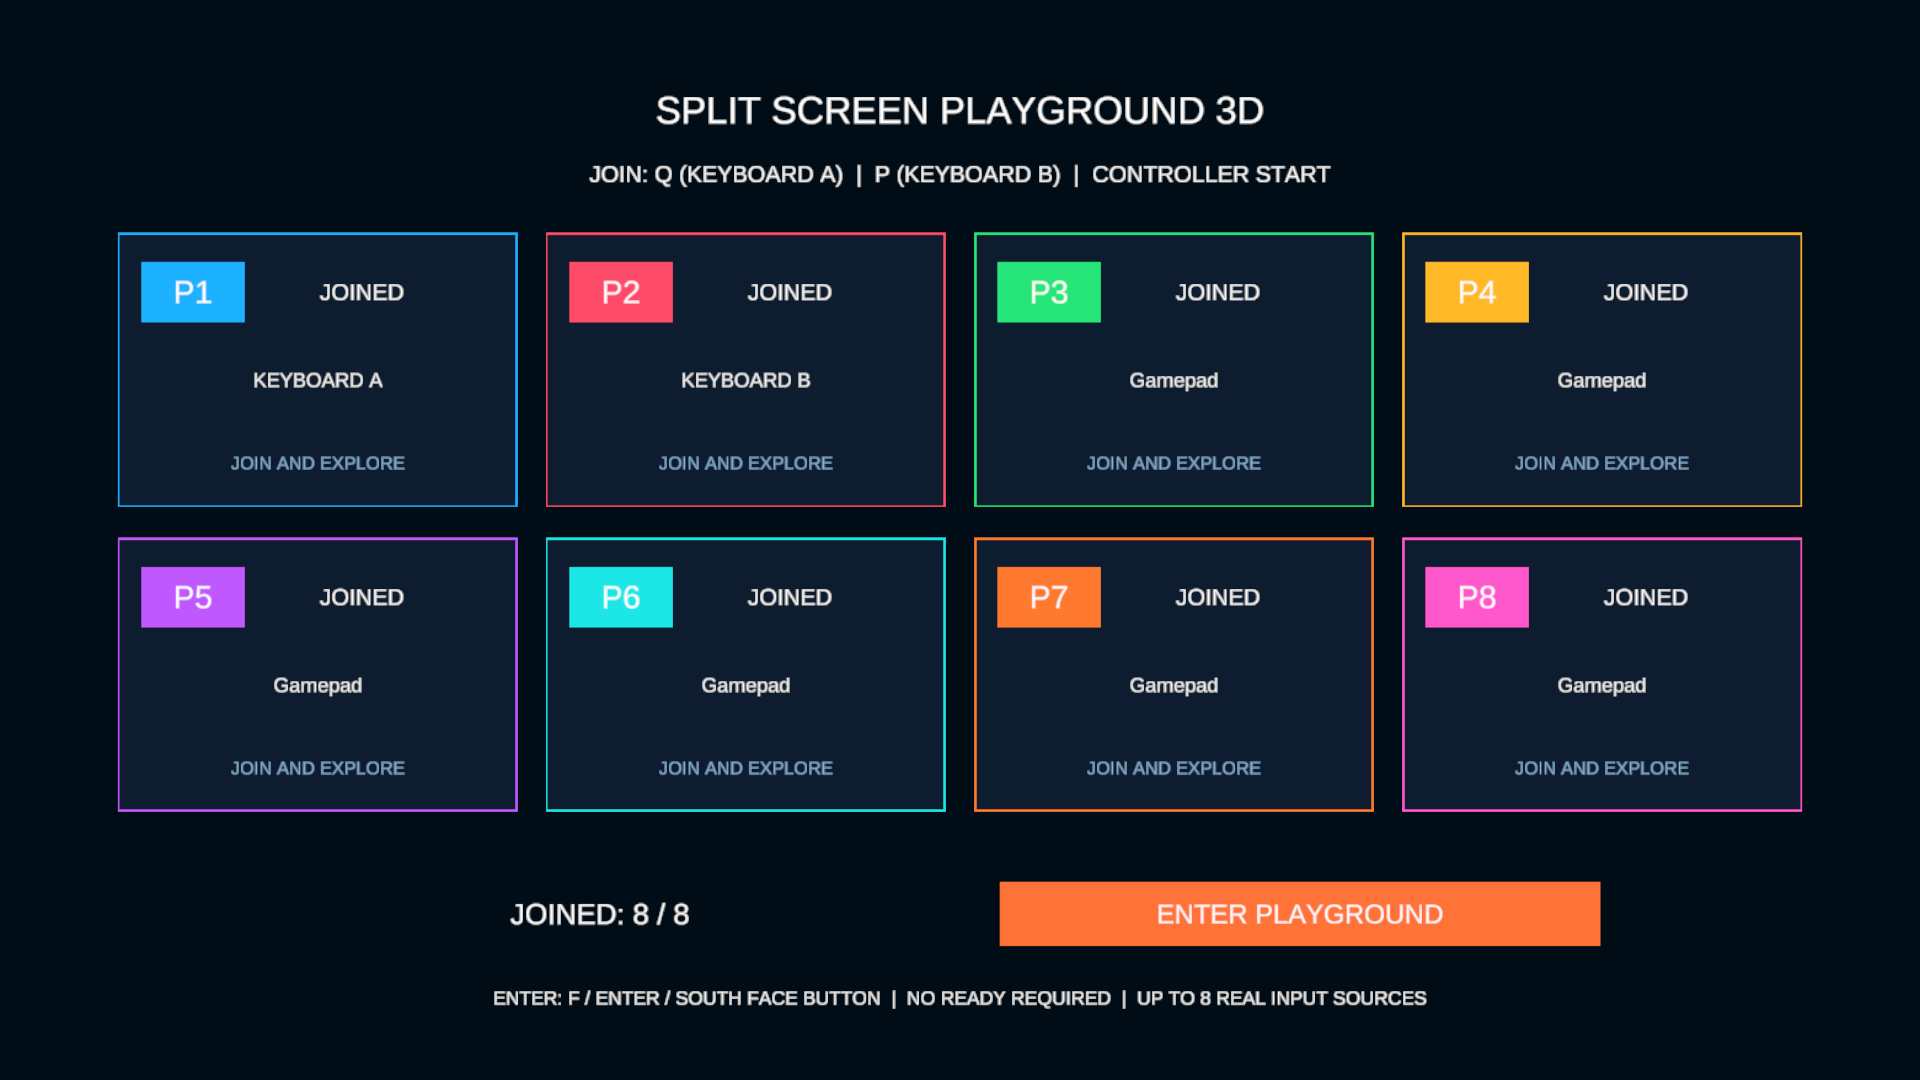 SPLIT SCREEN PLAYGROUND 3D
JOIN: Q (KEYBOARD A) | P (KEYBOARD B) | CONTROLLER START
P1 JOINED
KEYBOARD A
JOIN AND EXPLORE
P2 JOINED
KEYBOARD B
JOIN AND EXPLORE
P3 JOINED
Gamepad
JOIN AND EXPLORE
P4 JOINED
Gamepad
JOIN AND EXPLORE
P5 JOINED
Gamepad
JOIN AND EXPLORE
P6 JOINED
Gamepad
JOIN AND EXPLORE
P7 JOINED
Gamepad
JOIN AND EXPLORE
P8 JOINED
Gamepad
JOIN AND EXPLORE
JOINED: 8 / 8
ENTER PLAYGROUND
ENTER: F / ENTER / SOUTH FACE BUTTON | NO READY REQUIRED | UP TO 8 REAL INPUT SOURCES